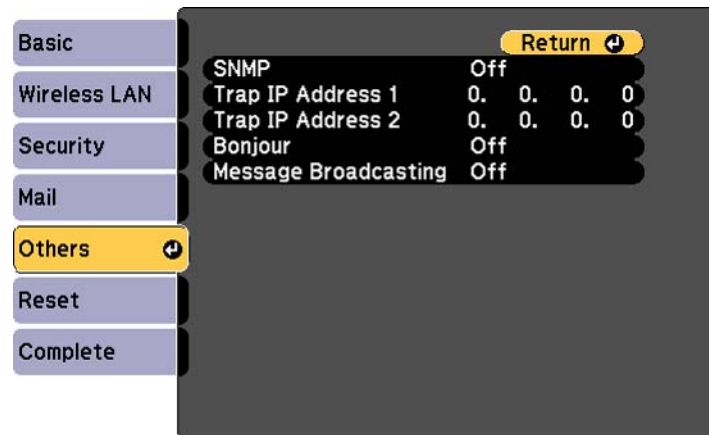 Basic
Wireless LAN
Security
Mail
Others
Reset
Complete
Return
SNMP Off
Trap IP Address 1 0. 0. 0. 0
Trap IP Address 2 0. 0. 0. 0
Bonjour Off
Message Broadcasting Off